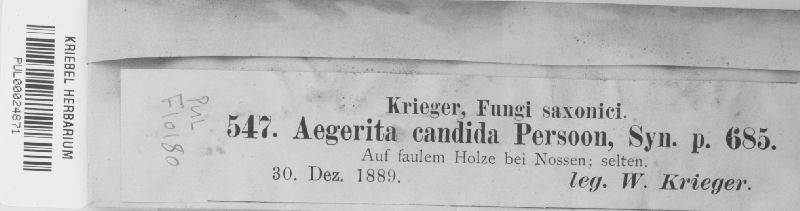 KRIEBEL HERBARIUM
PUL00024871
PUL
F10180
Krieger, Fungi saxonici.
547. Aegerita candida Persoon, Syn. p. 685.
Auf faulem Holze bei Nossen; selten.
30. Dez. 1889. leg. W. Krieger.